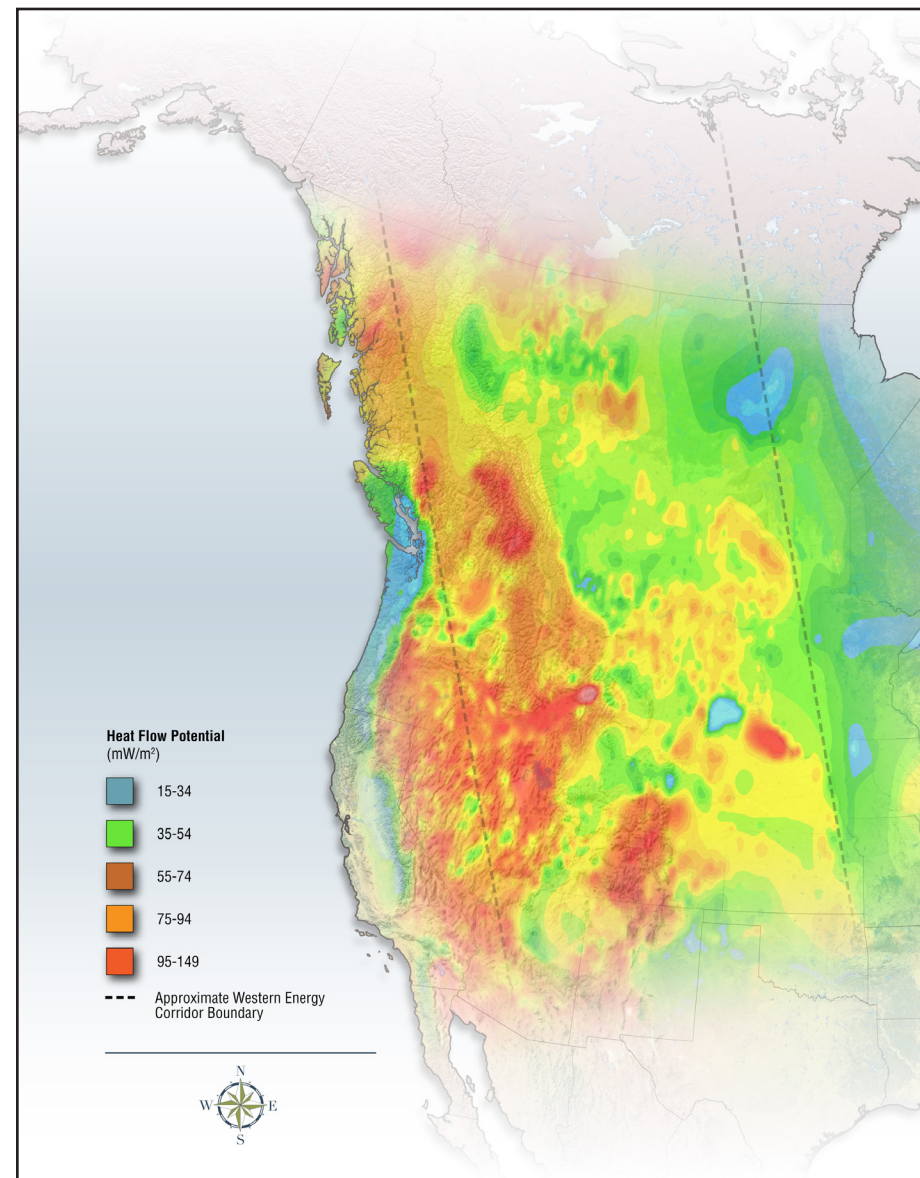 Heat Flow Potential
(mW/m²)
15-34
35-54
55-74
75-94
95-149
Approximate Western Energy
Corridor Boundary
N
W E
S